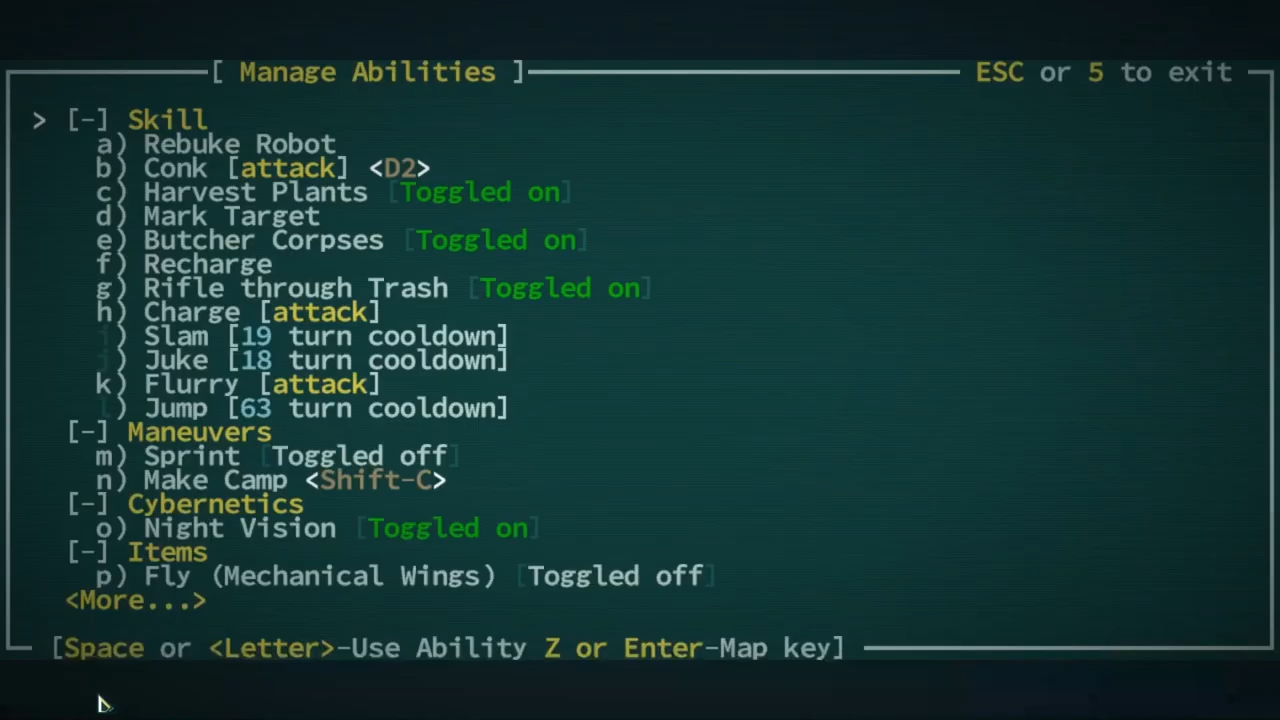 [ Manage Abilities ] ESC or 5 to exit
> [-] Skill
a) Rebuke Robot
b) Conk [attack] <D2>
c) Harvest Plants [Toggled on]
d) Mark Target
e) Butcher Corpses [Toggled on]
f) Recharge
g) Rifle through Trash [Toggled on]
h) Charge [attack]
i) Slam [19 turn cooldown]
j) Juke [18 turn cooldown]
k) Flurry [attack]
l) Jump [63 turn cooldown]
[-] Maneuvers
m) Sprint [Toggled off]
n) Make Camp <Shift-C>
[-] Cybernetics
o) Night Vision [Toggled on]
[-] Items
p) Fly (Mechanical Wings) [Toggled off]
<More...>
[Space or <Letter>-Use Ability Z or Enter-Map key]